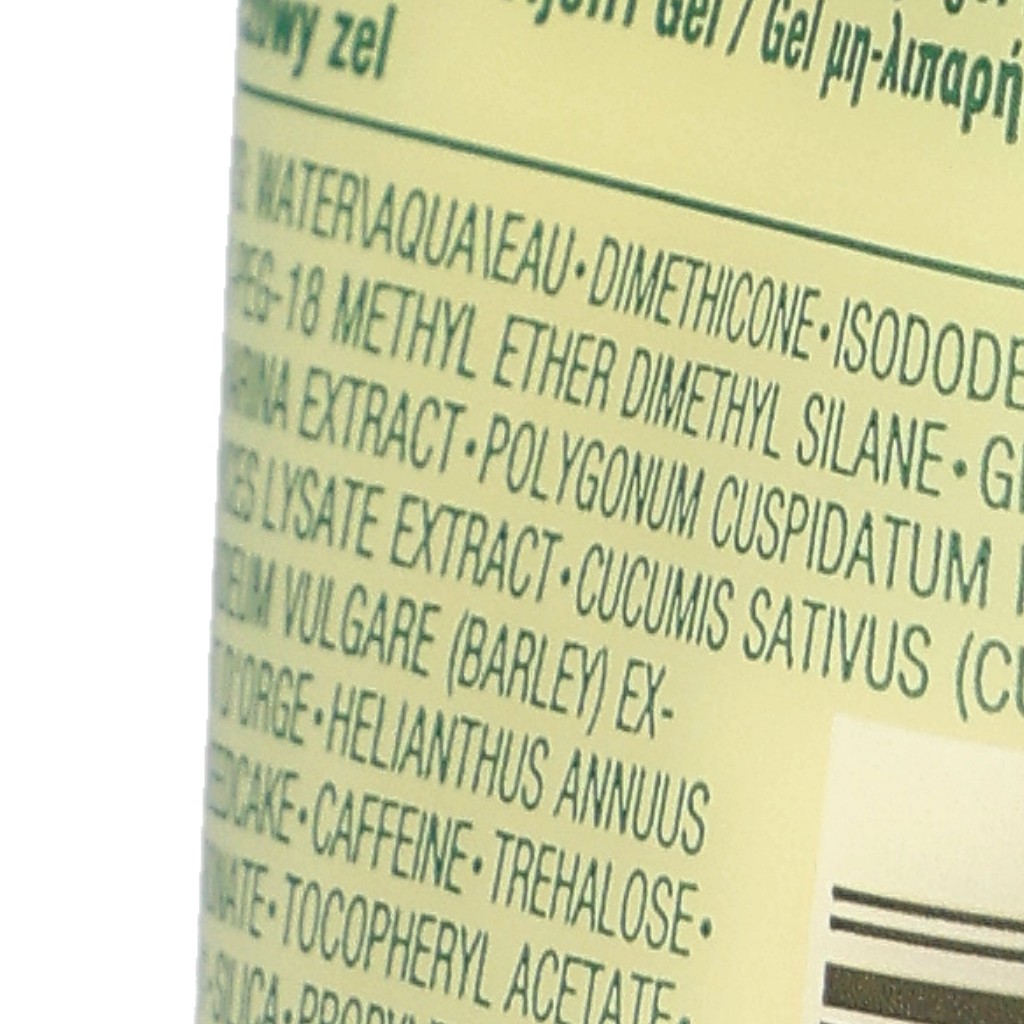 Gel / Gel μη-λιπαρή
żel
WATER\AQUA\EAU • DIMETHICONE • ISODODE
PEG-18 METHYL ETHER DIMETHYL SILANE •
EXTRACT • POLYGONUM CUSPIDATUM
LYSATE EXTRACT • CUCUMIS SATIVUS (CU
VULGARE (BARLEY) EX-
D'ORGE • HELIANTHUS ANNUUS
CAFFEINE • TREHALOSE •
TOCOPHERYL ACETATE •
SILICA •